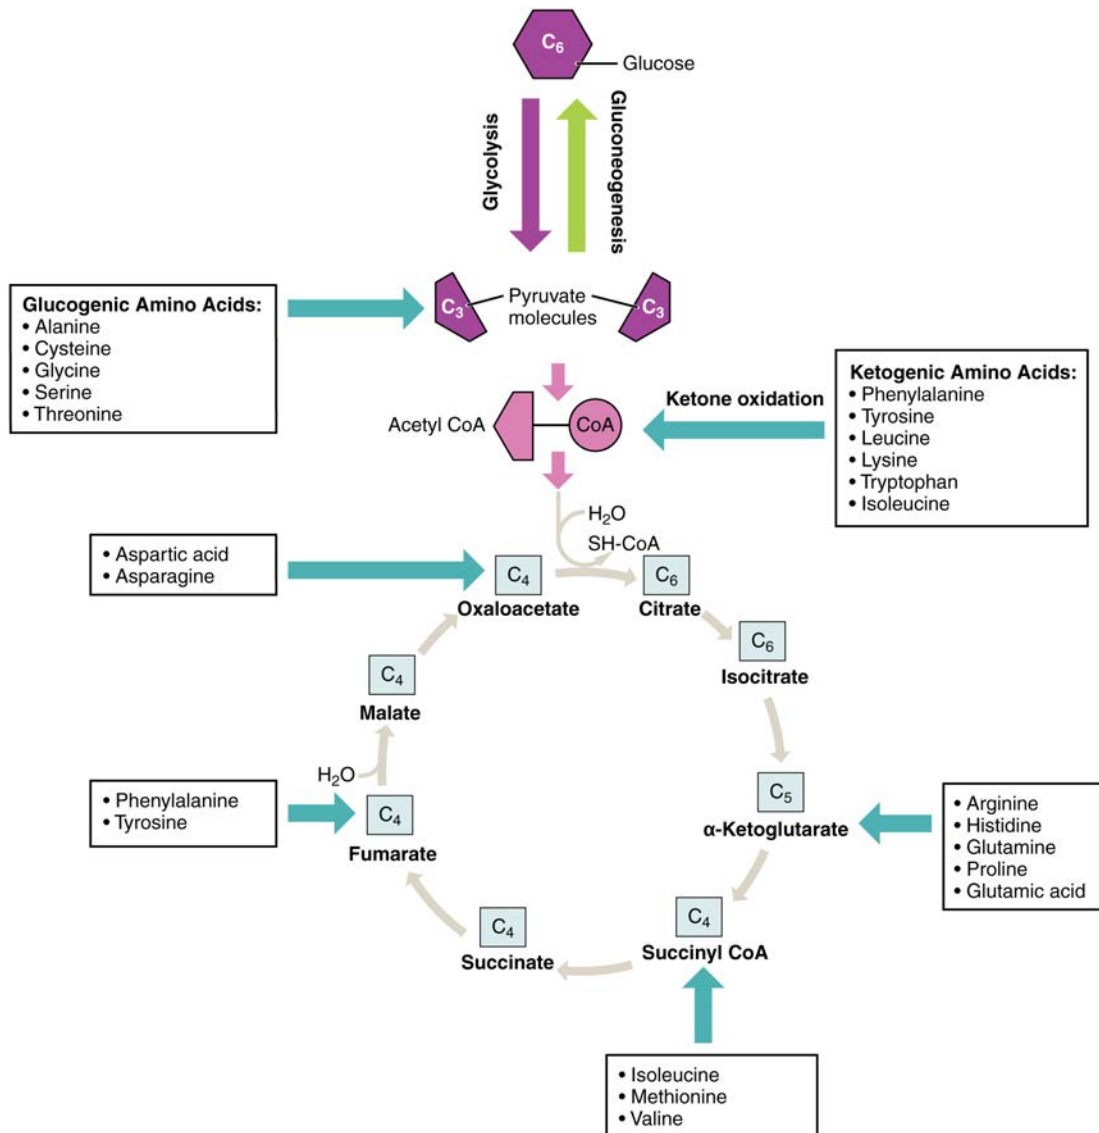 C6
Glucose
Glycolysis
Gluconeogenesis
Glucogenic Amino Acids:
• Alanine
• Cysteine
• Glycine
• Serine
• Threonine
C3
Pyruvate
molecules
C3
Ketogenic Amino Acids:
• Phenylalanine
• Tyrosine
• Leucine
• Lysine
• Tryptophan
• Isoleucine
Ketone oxidation
Acetyl CoA
CoA
H2O
SH-CoA
• Aspartic acid
• Asparagine
C4
Oxaloacetate
C6
Citrate
C6
Isocitrate
C4
Malate
H2O
• Phenylalanine
• Tyrosine
C4
Fumarate
C5
α-Ketoglutarate
• Arginine
• Histidine
• Glutamine
• Proline
• Glutamic acid
C4
Succinate
C4
Succinyl CoA
• Isoleucine
• Methionine
• Valine